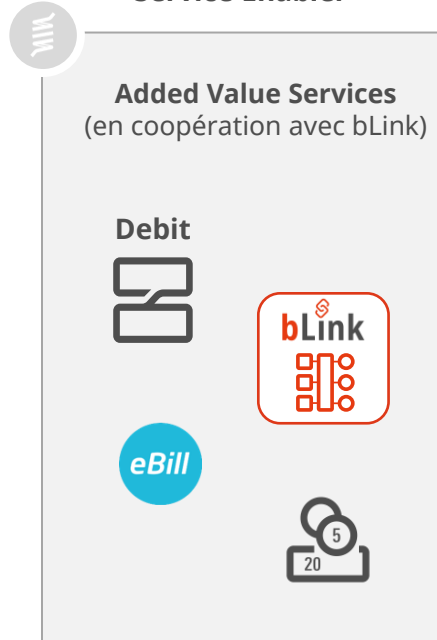 Added Value Services
(en coopération avec bLink)
Debit
bLink
eBill
5
20